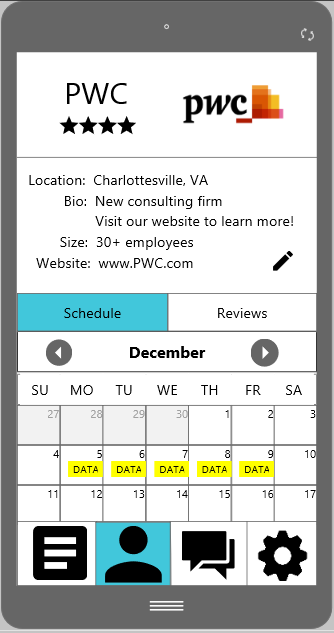 PWC
pwc
Location: Charlottesville, VA
Bio: New consulting firm
Visit our website to learn more!
Size: 30+ employees
Website: www.PWC.com
Schedule Reviews
December
SU MO TU WE TH FR SA
27 28 29 30 1 2 3
4 5 6 7 8 9 10
DATA DATA DATA DATA DATA
11 12 13 14 15 16 17